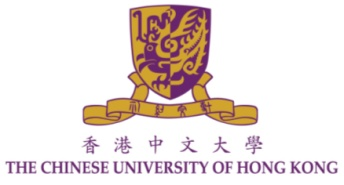 香港中文大學
THE CHINESE UNIVERSITY OF HONG KONG